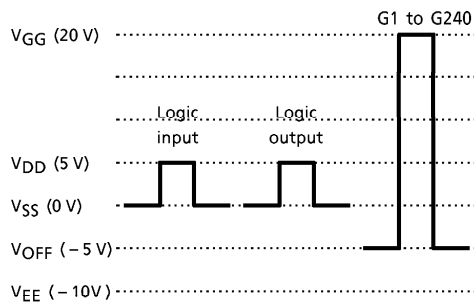 G1 to G240
VGG (20 V)
Logic input
Logic output
VDD (5 V)
VSS (0 V)
VOFF (−5 V)
VEE (−10V)